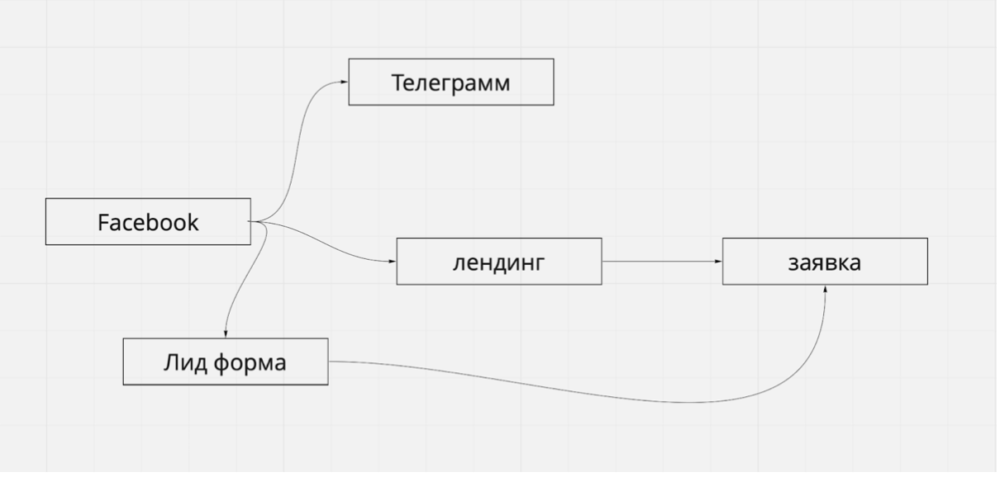 Телеграмм
Facebook
лендинг
заявка
Лид форма